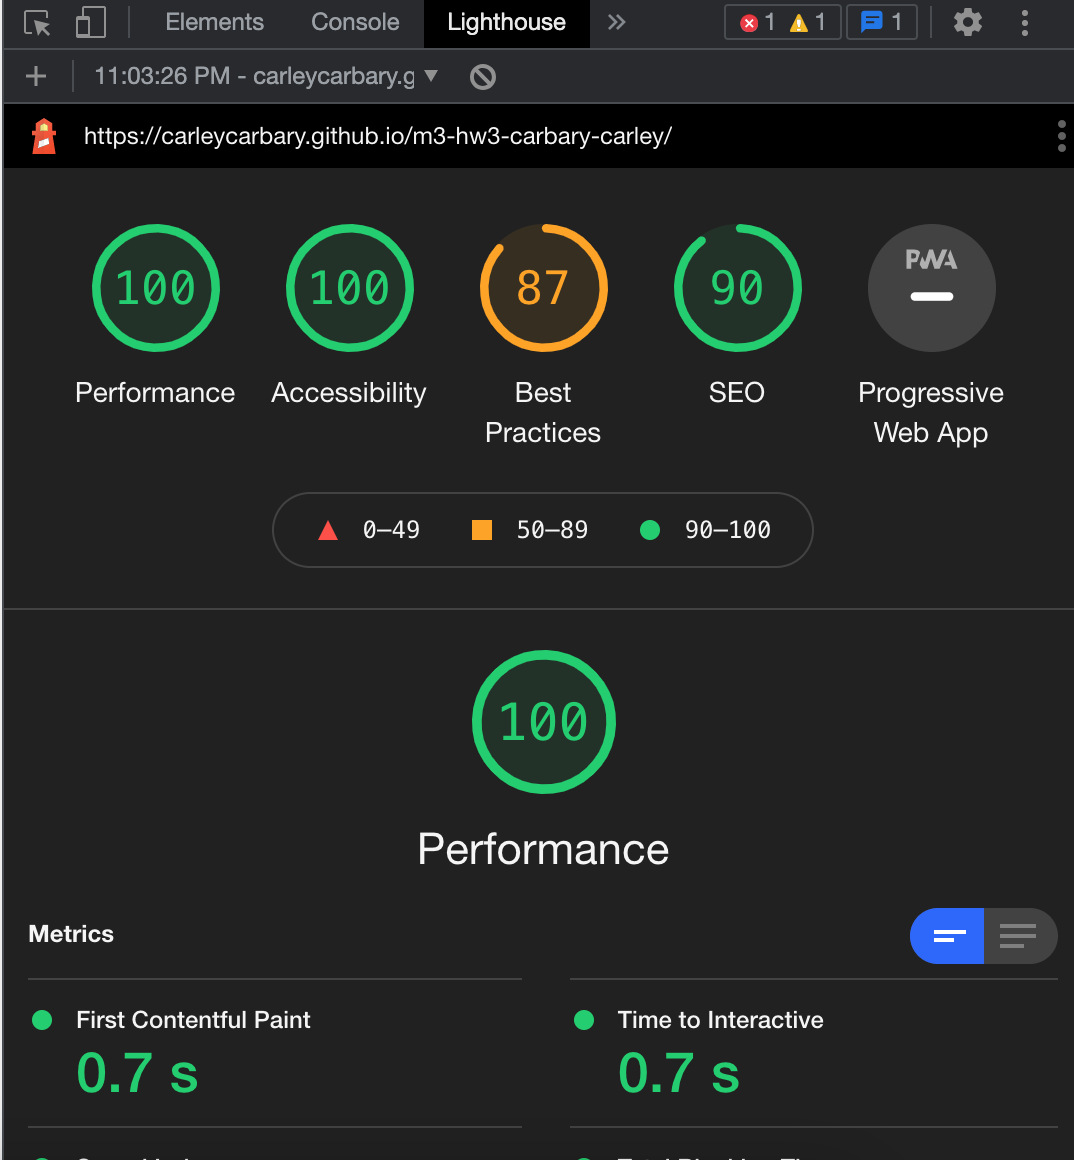 Elements Console Lighthouse » 1 1 1
+ 11:03:26 PM - carleycarbary.g
https://carleycarbary.github.io/m3-hw3-carbary-carley/
100 100 87 90 PWA
Performance Accessibility Best Practices SEO Progressive Web App
0–49 50–89 90–100
100
Performance
Metrics
First Contentful Paint Time to Interactive
0.7 s 0.7 s